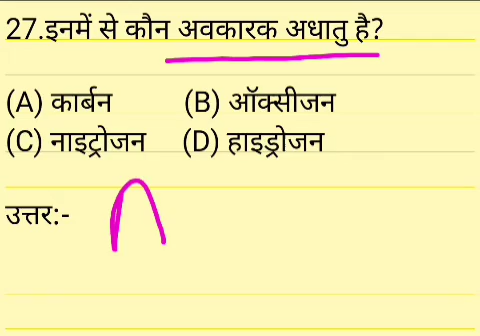 27.इनमें से कौन अवकारक अधातु है?
(A) कार्बन (B) ऑक्सीजन
(C) नाइट्रोजन (D) हाइड्रोजन
उत्तर:-